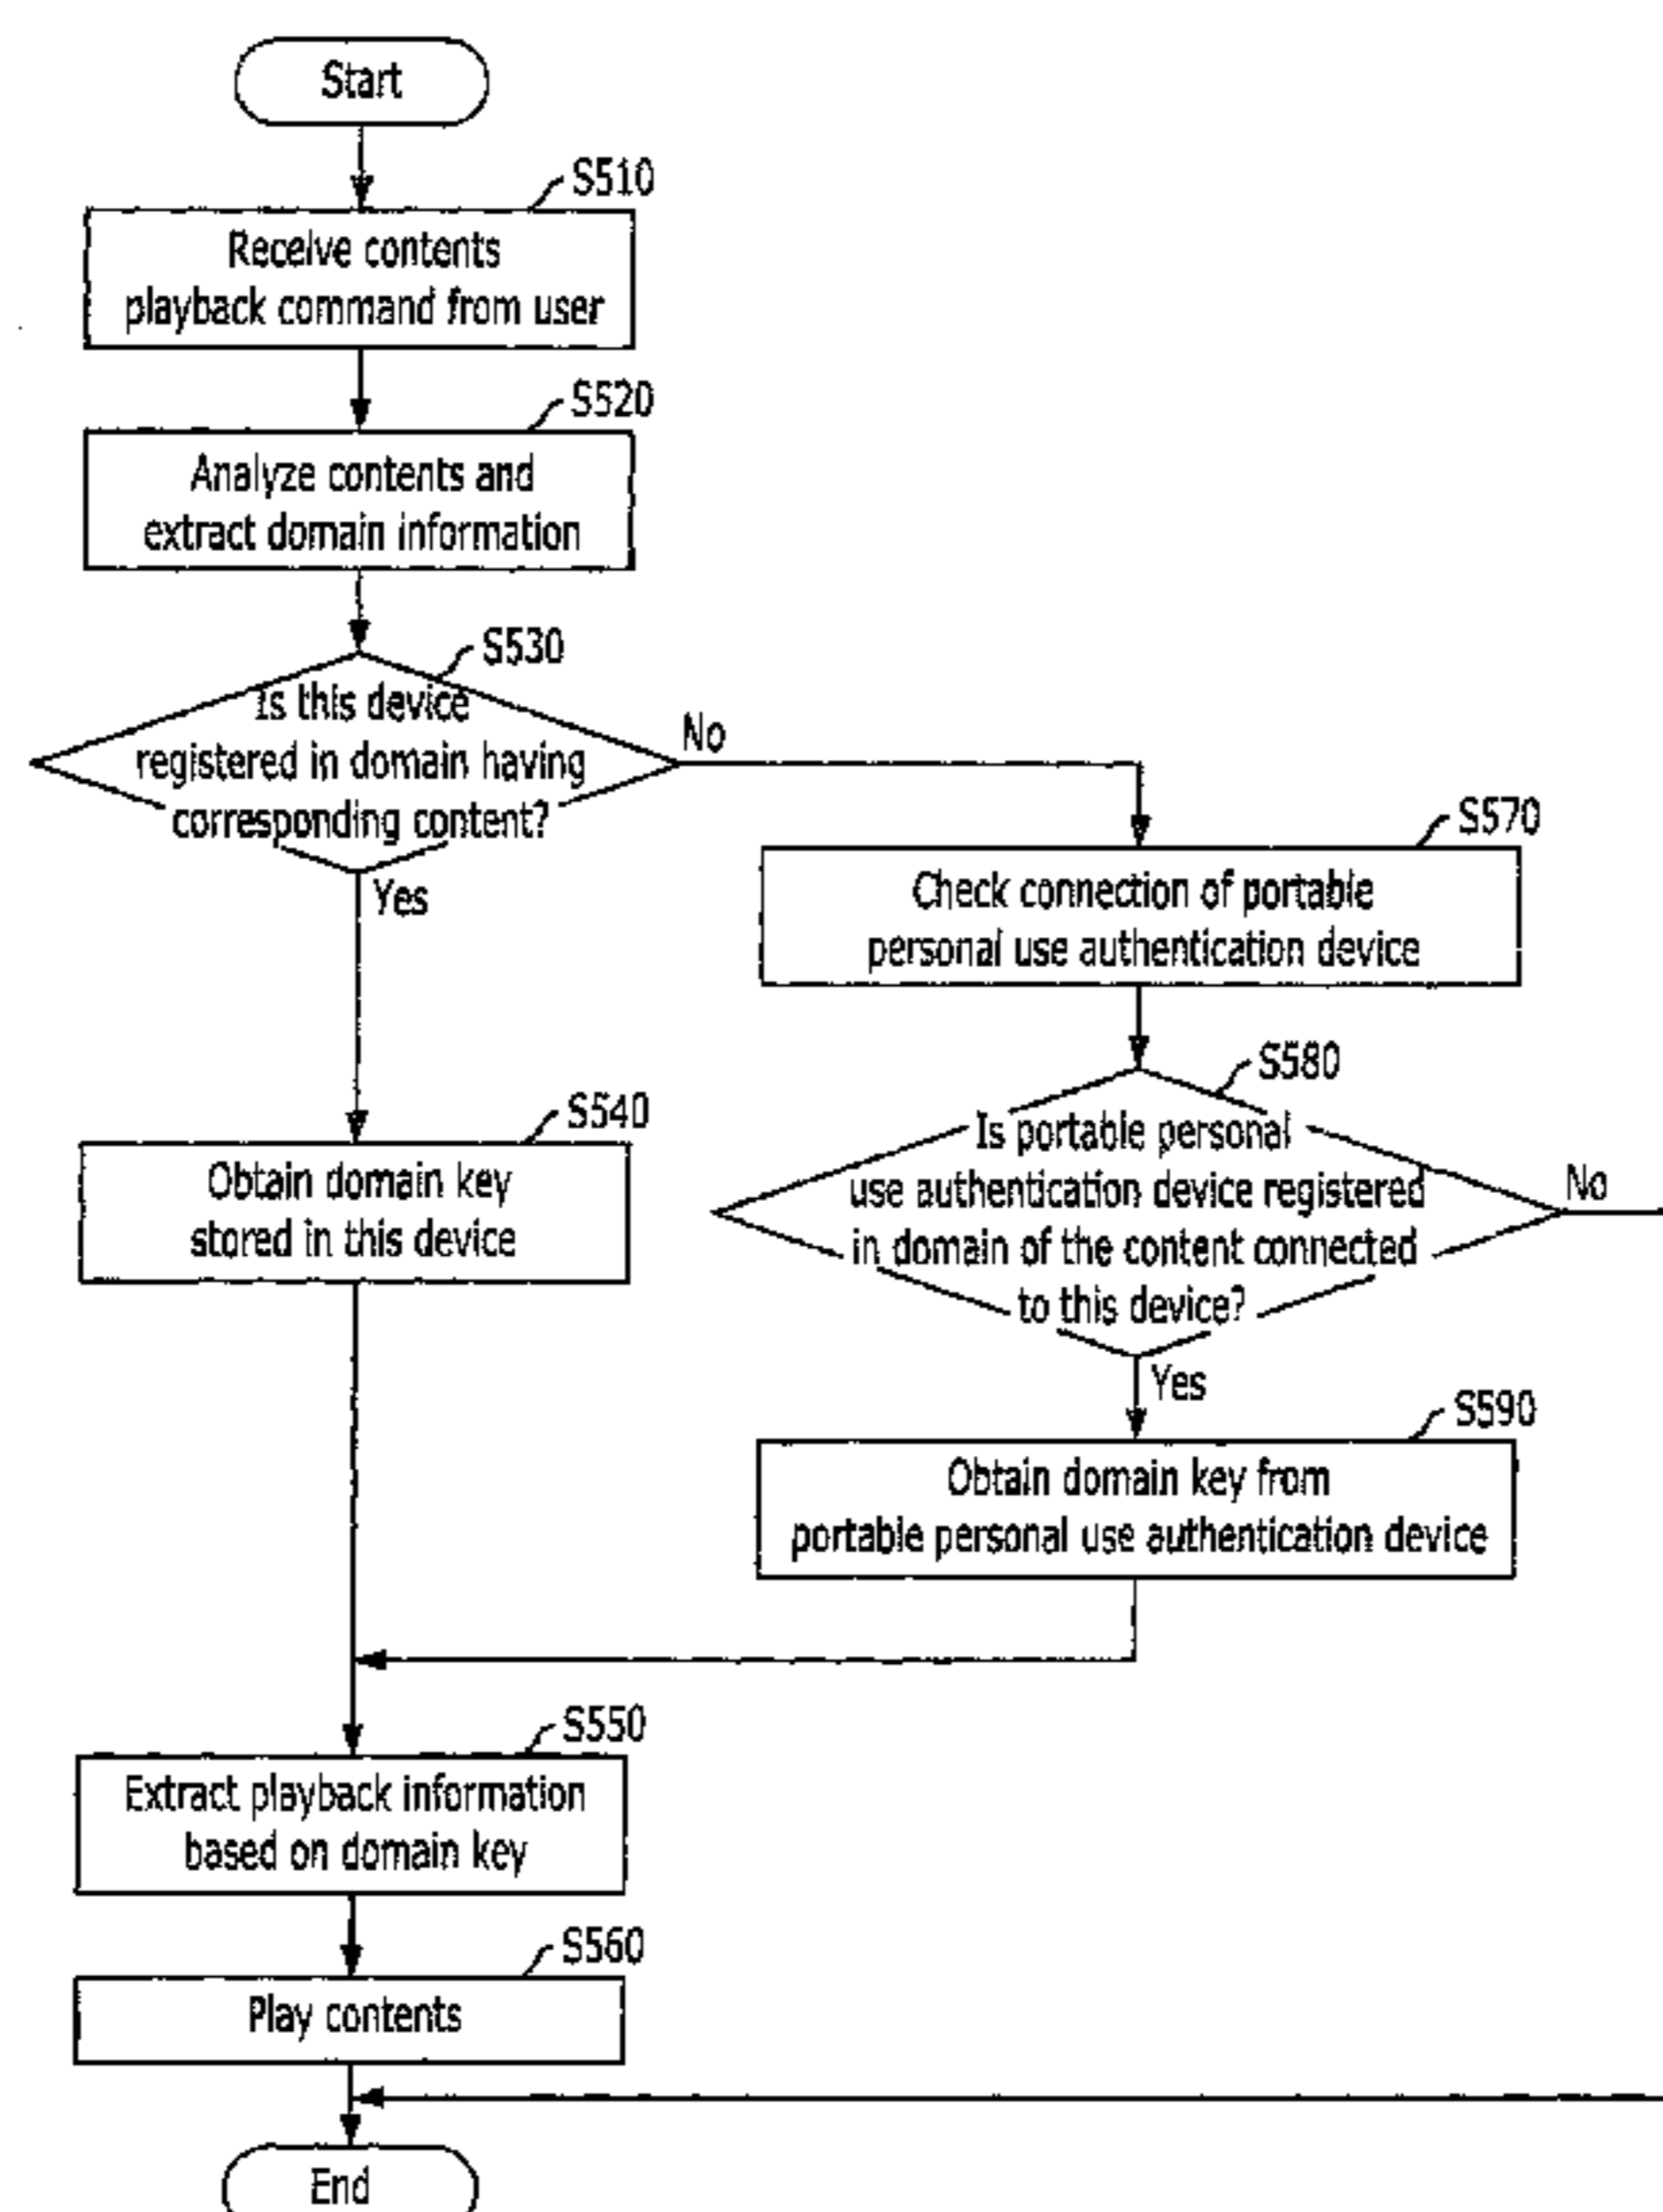 Start
S510
Receive contents
playback command from user
S520
Analyze contents and
extract domain information
S530
Is this device
registered in domain having
corresponding content?
No
Yes
S570
Check connection of portable
personal use authentication device
S580
Is portable personal
use authentication device registered
in domain of the content connected
to this device?
No
Yes
S540
Obtain domain key
stored in this device
S590
Obtain domain key from
portable personal use authentication device
S550
Extract playback information
based on domain key
S560
Play contents
End